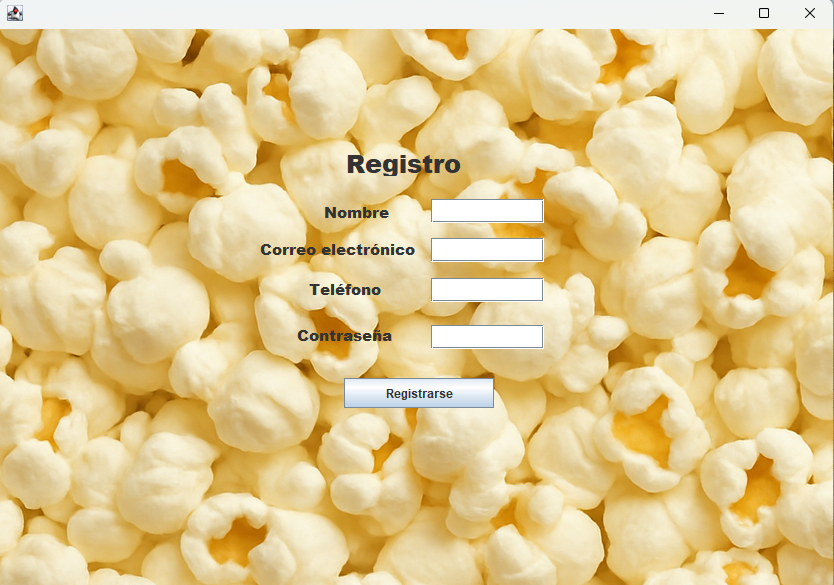 Registro
Nombre
Correo electrónico
Teléfono
Contraseña
Registrarse